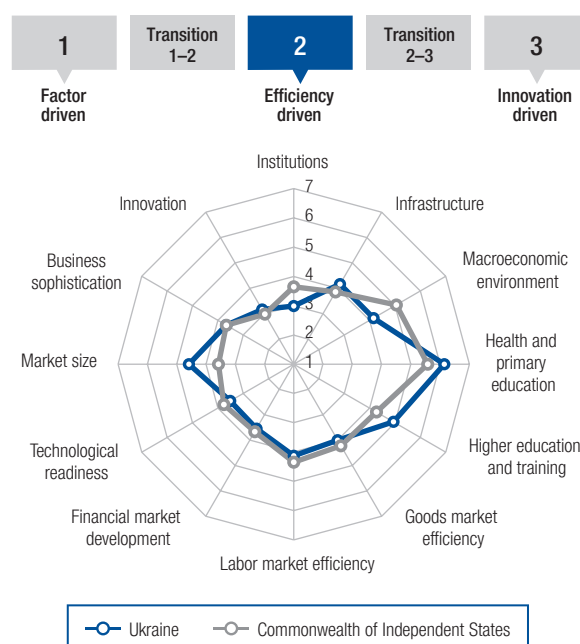 1
Transition
1–2
2
Transition
2–3
3
Factor
driven
Efficiency
driven
Innovation
driven
Institutions
7
6
5
4
3
2
1
Infrastructure
Macroeconomic
environment
Health and
primary
education
Higher education
and training
Goods market
efficiency
Labor market efficiency
Financial market
development
Technological
readiness
Market size
Business
sophistication
Innovation
Ukraine
Commonwealth of Independent States